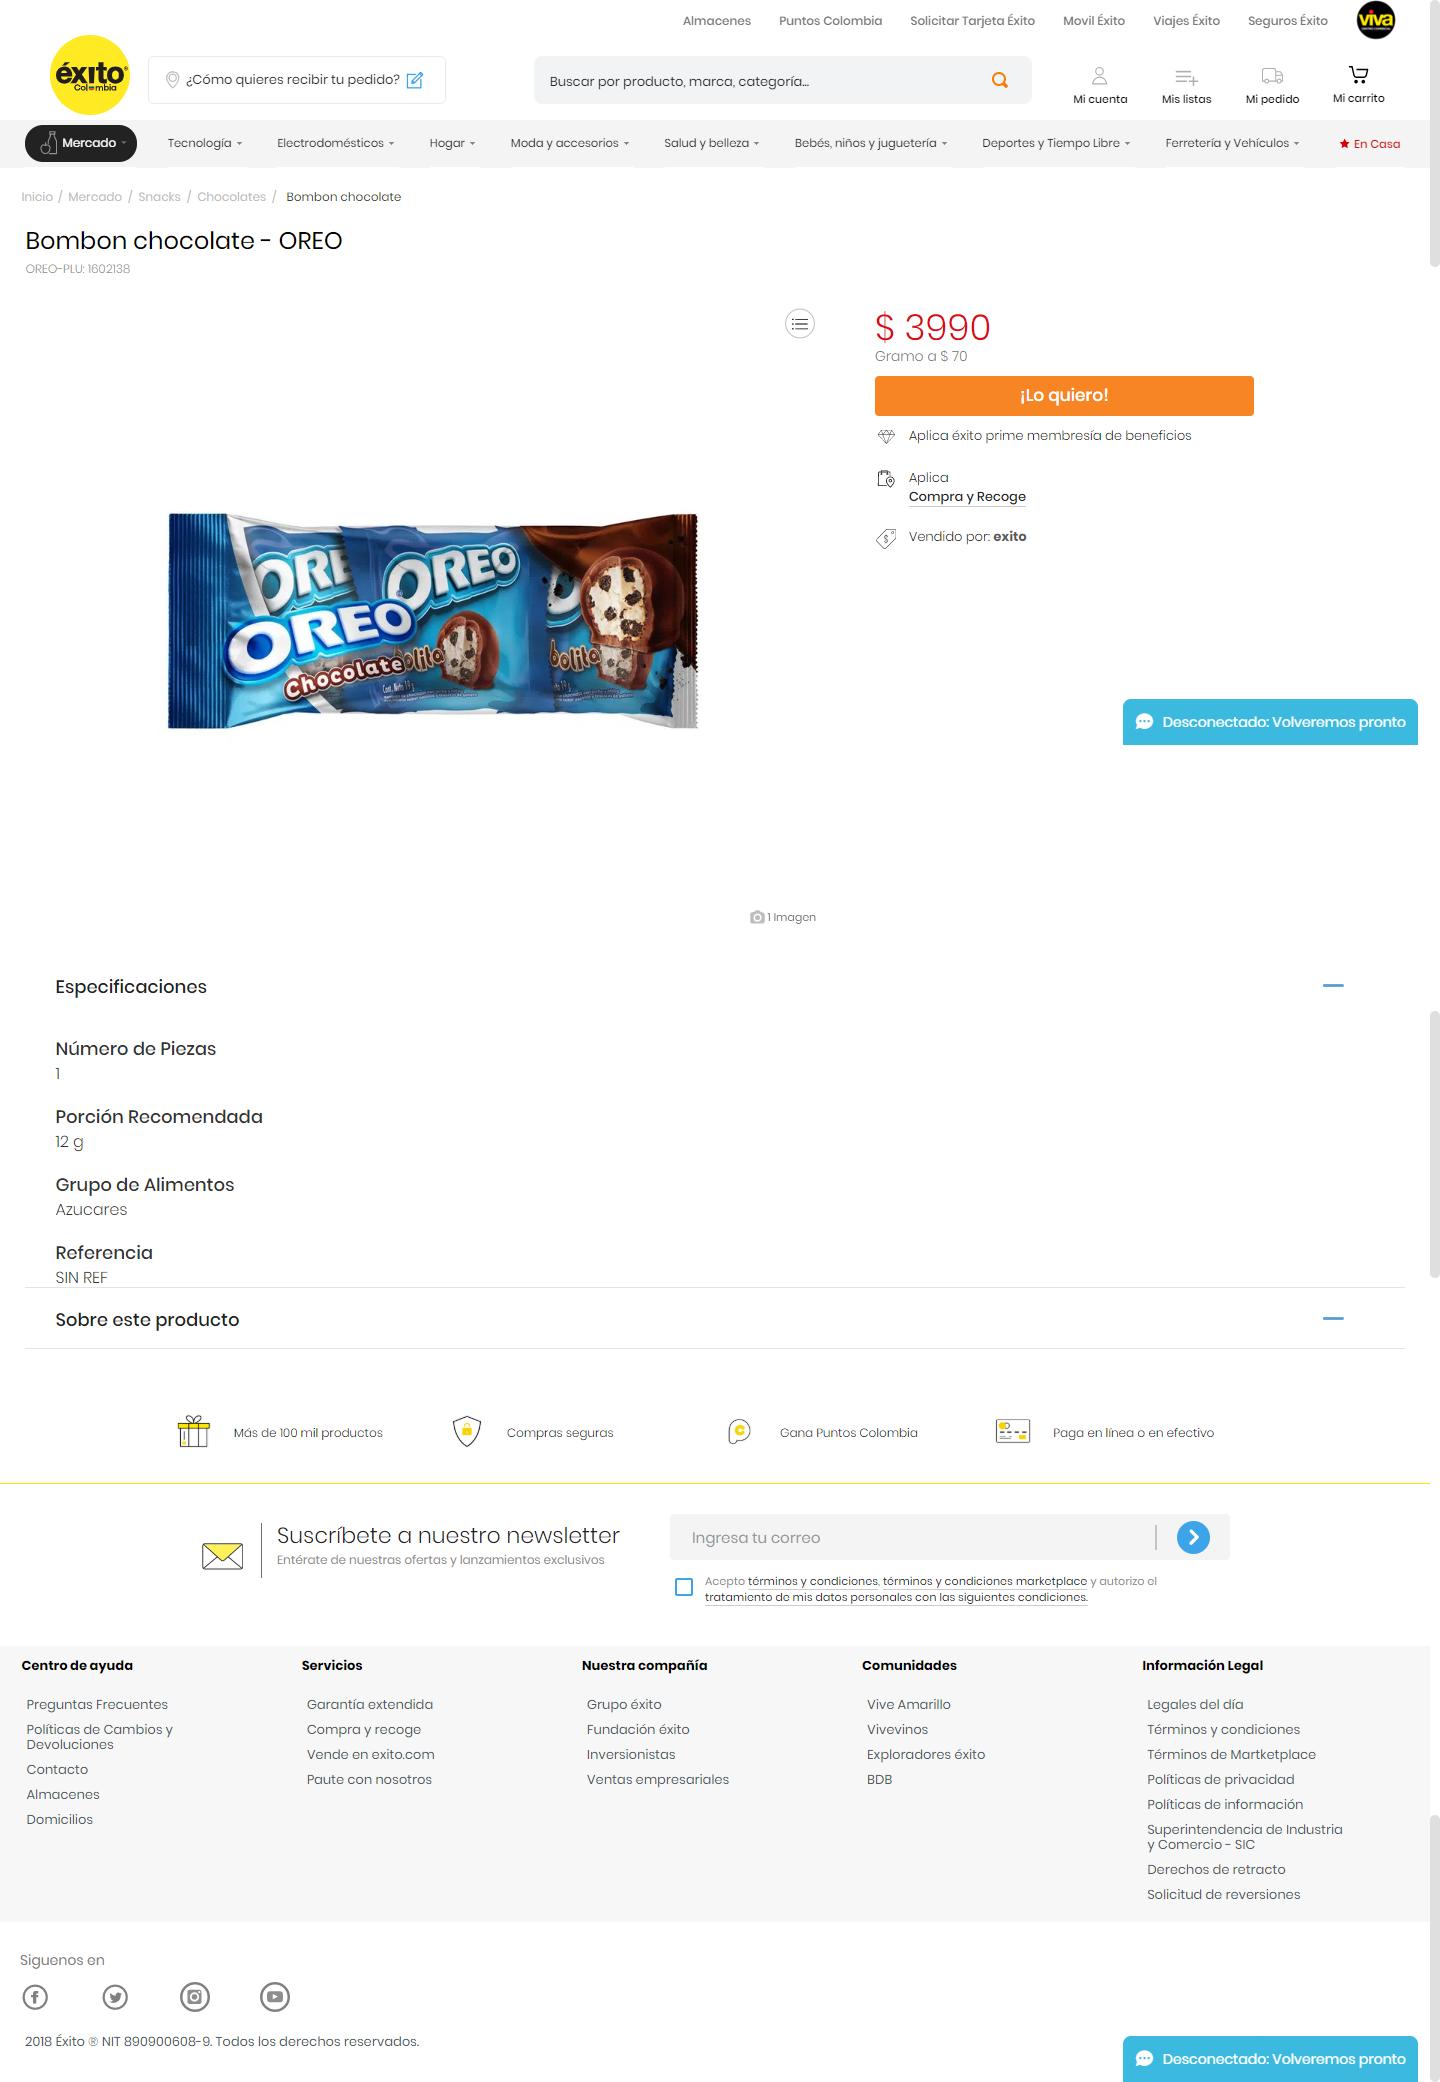 Almacenes Puntos Colombia Solicitar Tarjeta Éxito Movil Éxito Viajes Éxito Seguros Éxito viva
éxito
Colombia
¿Cómo quieres recibir tu pedido?
Buscar por producto, marca, categoría...
Mi cuenta Mis listas Mi pedido Mi carrito
Mercado Tecnología Electrodomésticos Hogar Moda y accesorios Salud y belleza Bebés, niños y juguetería Deportes y Tiempo Libre Ferretería y Vehículos En Casa
Inicio / Mercado / Snacks / Chocolates / Bombon chocolate
Bombon chocolate - OREO
OREO-PLU: 1602138
$ 3990
Gramo a $ 70
¡Lo quiero!
Aplica éxito prime membresía de beneficios
Aplica
Compra y Recoge
Vendido por: exito
OREO
OREO
Chocolate
bolita
Cont. Neto 19 g
Desconectado: Volveremos pronto
1 Imagen
Especificaciones
Número de Piezas
1
Porción Recomendada
12 g
Grupo de Alimentos
Azucares
Referencia
SIN REF
Sobre este producto
Más de 100 mil productos Compras seguras Gana Puntos Colombia Paga en línea o en efectivo
Suscríbete a nuestro newsletter
Entérate de nuestras ofertas y lanzamientos exclusivos
Ingresa tu correo
Acepto términos y condiciones, términos y condiciones marketplace y autorizo el
tratamiento de mis datos personales con las siguientes condiciones.
Centro de ayuda
Preguntas Frecuentes
Políticas de Cambios y
Devoluciones
Contacto
Almacenes
Domicilios
Servicios
Garantía extendida
Compra y recoge
Vende en exito.com
Paute con nosotros
Nuestra compañía
Grupo éxito
Fundación éxito
Inversionistas
Ventas empresariales
Comunidades
Vive Amarillo
Vivevinos
Exploradores éxito
BDB
Información Legal
Legales del día
Términos y condiciones
Términos de Martketplace
Políticas de privacidad
Políticas de información
Superintendencia de Industria
y Comercio - SIC
Derechos de retracto
Solicitud de reversiones
Siguenos en
2018 Éxito ® NIT 890900608-9. Todos los derechos reservados.
Desconectado: Volveremos pronto